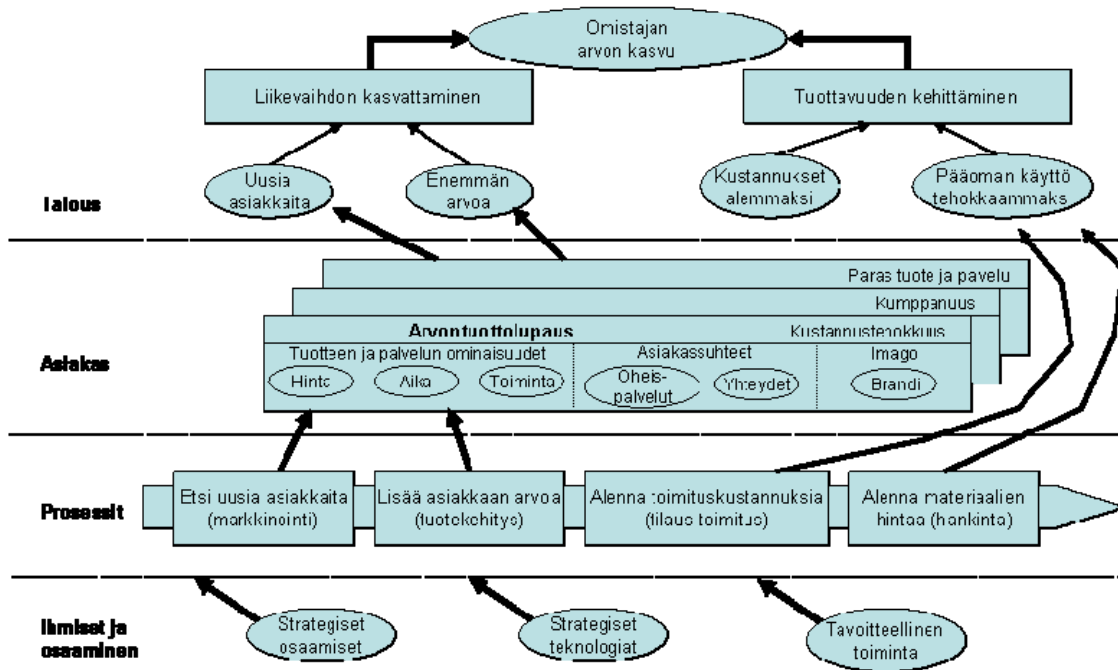 Omistajan
arvon kasvu
Liikevaihdon kasvattaminen
Tuottavuuden kehittäminen
Uusia
asiakkaita
Enemmän
arvoa
Kustannukset
alemmaksi
Pääoman käyttö
tehokkaammaks
Talous
Paras tuote ja palvelu
Kumppanuus
Arvontuottolupaus
Kustannustehokkuus
Tuotteen ja palvelun ominaisuudet
Asiakassuhteet
Imago
Asiakas
Hinta
Aika
Toiminta
Oheis-
palvelut
Yhteydet
Brandi
Etsi uusia asiakkaita
(markkinointi)
Lisää asiakkaan arvoa
(tuotekehitys)
Alenna toimituskustannuksia
(tilaus toimitus)
Alenna materiaalien
hintaa (hankinta)
Prosessit
Ihmiset ja
osaaminen
Strategiset
osaamiset
Strategiset
teknologiat
Tavoitteellinen
toiminta